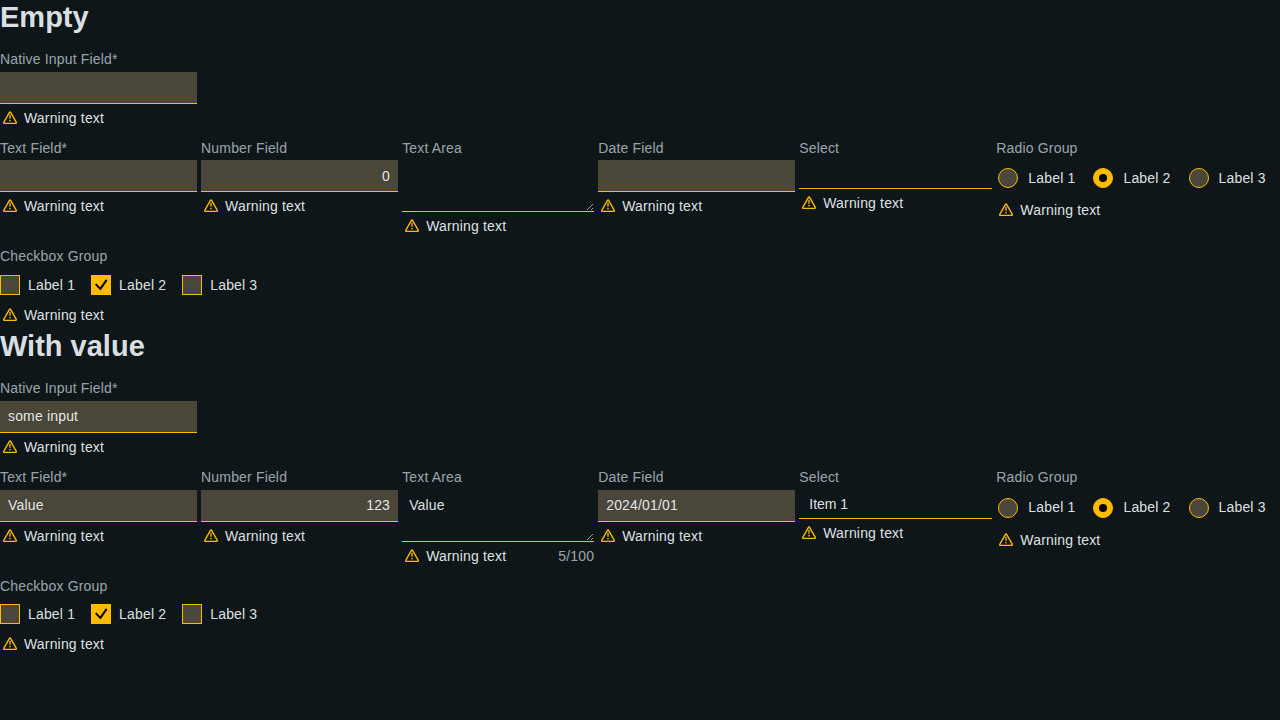 Empty
Native Input Field*
Warning text
Text Field* Number Field Text Area Date Field Select Radio Group
0 Label 1 Label 2 Label 3
Warning text Warning text Warning text Warning text Warning text Warning text
Checkbox Group
Label 1 Label 2 Label 3
Warning text
With value
Native Input Field*
some input
Warning text
Text Field* Number Field Text Area Date Field Select Radio Group
Value 123 Value 2024/01/01 Item 1 Label 1 Label 2 Label 3
Warning text Warning text Warning text 5/100 Warning text Warning text Warning text
Checkbox Group
Label 1 Label 2 Label 3
Warning text